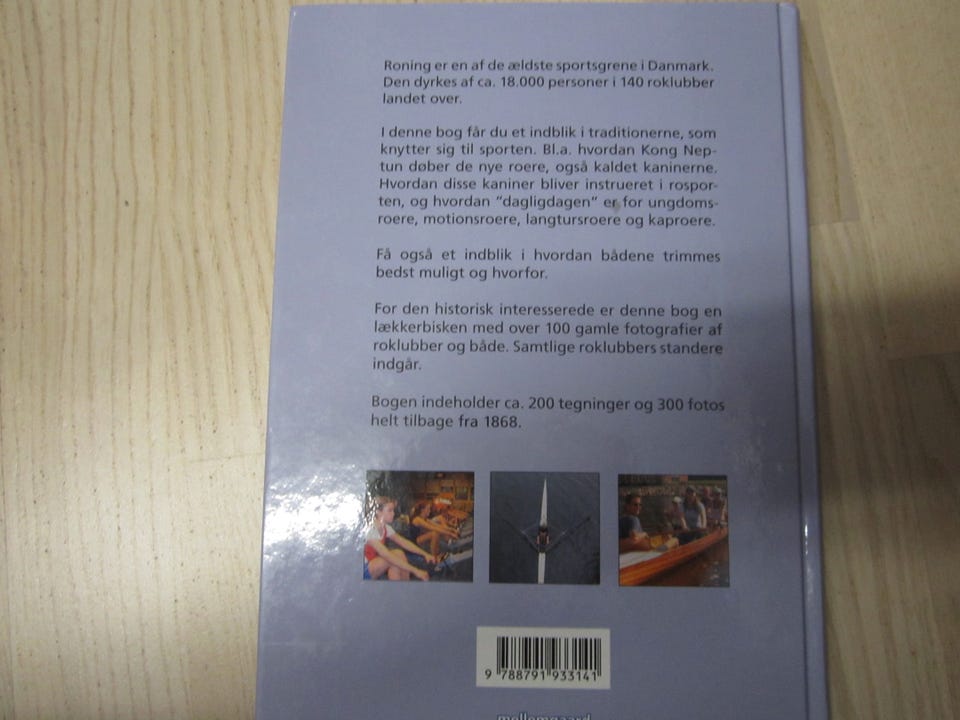 Roning er en af de ældste sportsgrene i Danmark.
Den dyrkes af ca. 18.000 personer i 140 roklubber
landet over.
I denne bog får du et indblik i traditionerne, som
knytter sig til sporten. Bl.a. hvordan Kong Nep-
tun døber de nye roere, også kaldet kaninerne.
Hvordan disse kaniner bliver instrueret i rospor-
ten, og hvordan "dagligdagen" er for ungdoms-
roere, motionsroere, langtursroere og kaproere.
Få også et indblik i hvordan bådene trimmes
bedst muligt og hvorfor.
For den historisk interesserede er denne bog en
lækkerbisken med over 100 gamle fotografier af
roklubber og både. Samtlige roklubbers standere
indgår.
Bogen indeholder ca. 200 tegninger og 300 fotos
helt tilbage fra 1868.
9 788791 933141
mellemgaard